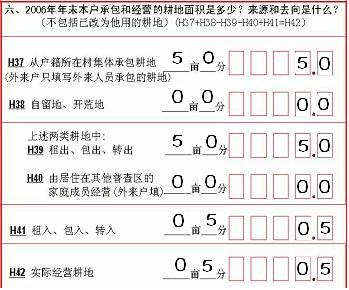 六、2006年年末本户承包和经营的耕地面积是多少？来源和去向是什么？
(不包括已改为他用的耕地) (H37+H38-H39-H40+H41=H42)
H37 从户籍所在村集体承包耕地 5亩0分 5.0
(外来户只填写外来人员承包的耕地)
H38 自留地、开荒地 0亩0分 0.0
上述两类耕地中:
H39 租出、包出、转出 5亩0分 5.0
H40 由居住在其他普查区的 0亩0分 0.0
家庭成员经营(外来户填)
H41 租入、包入、转入 0亩5分 0.5
H42 实际经营耕地 0亩5分 0.5